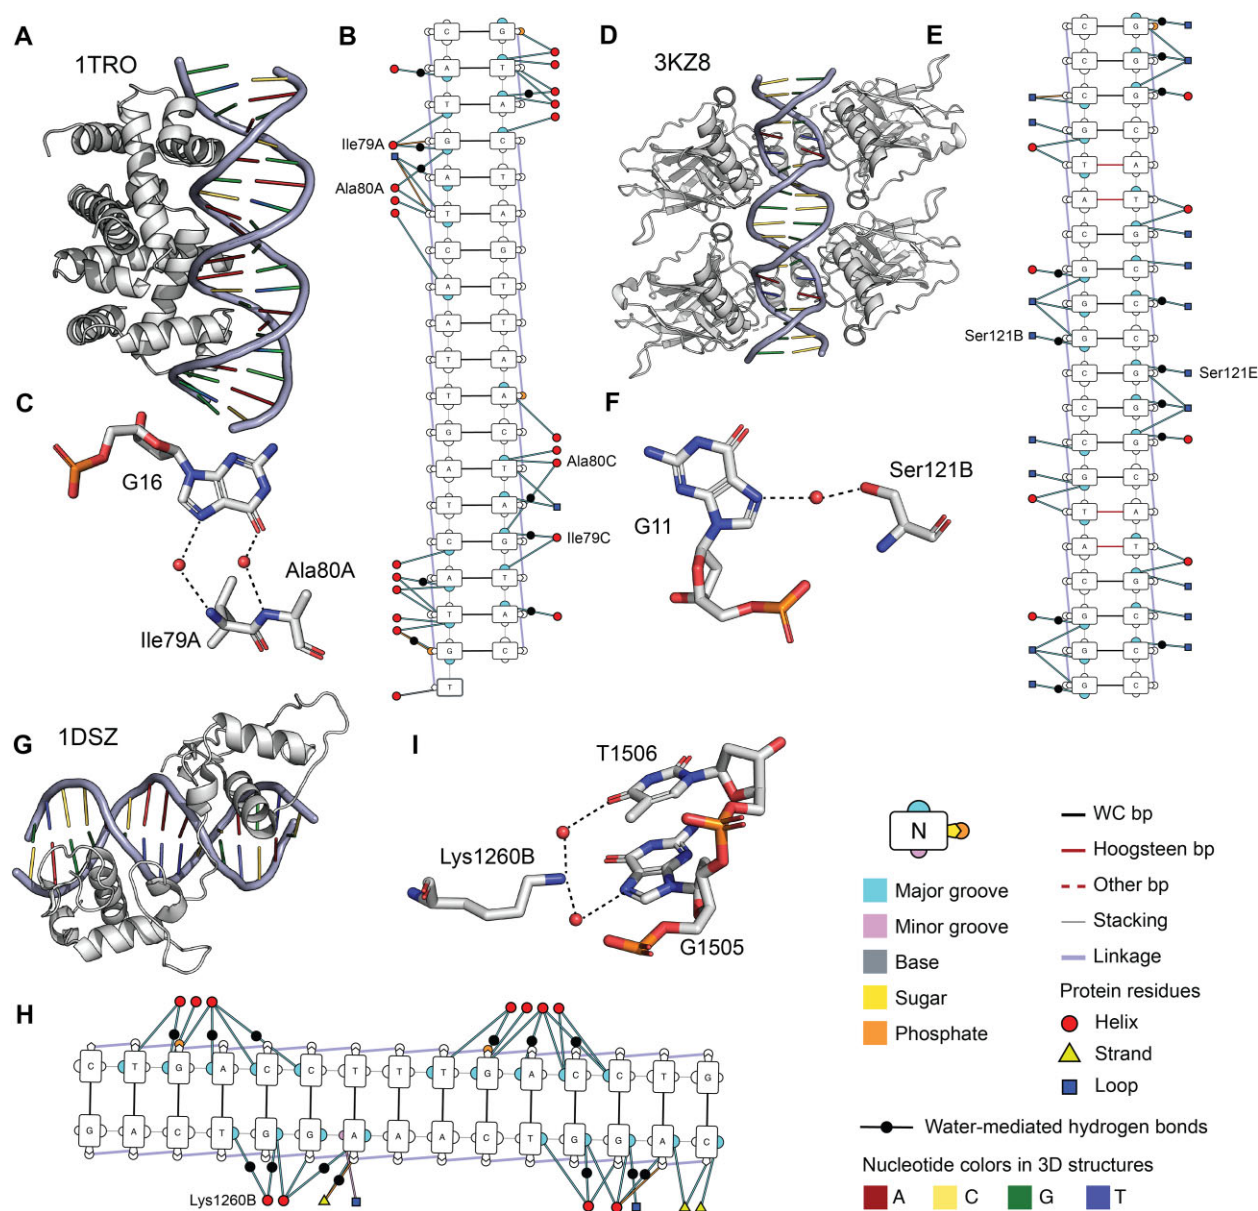 A
1TRO
B
C G
A T
T A
G C
A T
T A
C G
A T
A T
T A
T A
G C
A T
T A
C G
A T
T A
G C
T
Ile79A
Ala80A
Ala80C
Ile79C
C
G16
Ala80A
Ile79A
D
3KZ8
E
C G
C G
C G
G C
T A
A T
C G
G C
G C
G C
C G
C G
C G
G C
T A
A T
C G
G C
G C
G C
Ser121B
Ser121E
F
G11
Ser121B
G
1DSZ
I
T1506
Lys1260B
G1505
H
C T G A C C T T T G A C C T G
G A C T G G A A A C T G G A C
Lys1260B
N
Major groove
Minor groove
Base
Sugar
Phosphate
WC bp
Hoogsteen bp
Other bp
Stacking
Linkage
Protein residues
Helix
Strand
Loop
Water-mediated hydrogen bonds
Nucleotide colors in 3D structures
A C G T